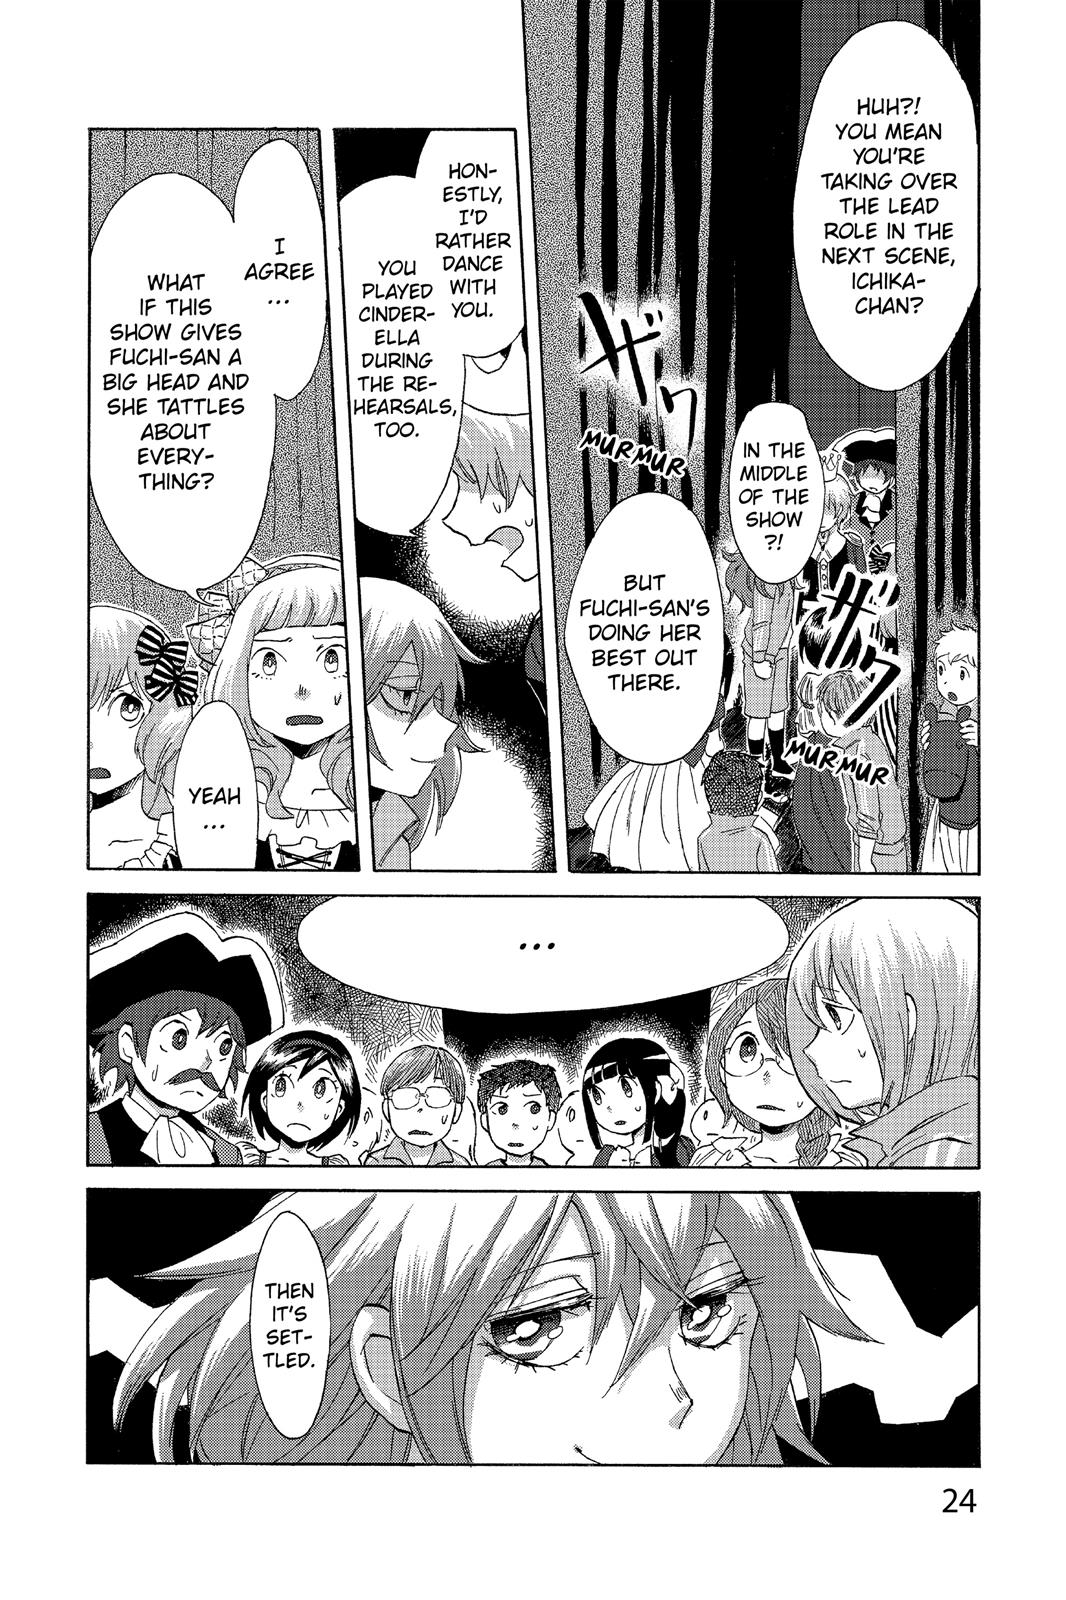 HUH?!
YOU MEAN
YOU'RE
TAKING OVER
THE LEAD
ROLE IN THE
NEXT SCENE,
ICHIKA-
CHAN?
ザワ
MURMUR
IN THE
MIDDLE
OF THE
SHOW
?!
BUT
FUCHI-SAN'S
DOING HER
BEST OUT
THERE.
ザワ
MURMUR
HON-
ESTLY,
I'D
RATHER
DANCE
WITH
YOU.
YOU
PLAYED
CINDER-
ELLA
DURING
THE RE-
HEARSALS,
TOO.
I
AGREE
...
WHAT
IF THIS
SHOW GIVES
FUCHI-SAN A
BIG HEAD AND
SHE TATTLES
ABOUT
EVERY-
THING?
YEAH
...
...
THEN
IT'S
SET-
TLED.
24